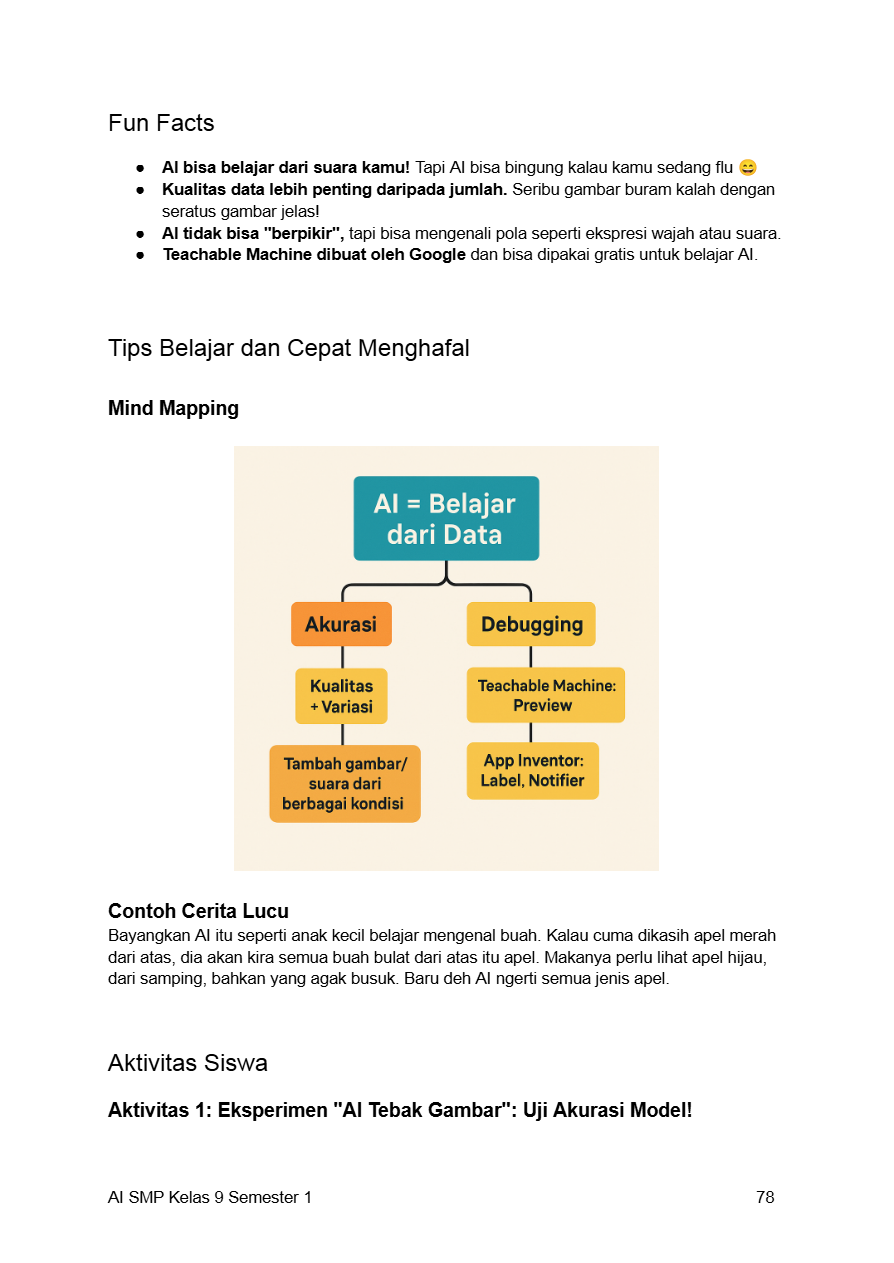 Fun Facts
● AI bisa belajar dari suara kamu! Tapi AI bisa bingung kalau kamu sedang flu 😄
● Kualitas data lebih penting daripada jumlah. Seribu gambar buram kalah dengan
seratus gambar jelas!
● AI tidak bisa "berpikir", tapi bisa mengenali pola seperti ekspresi wajah atau suara.
● Teachable Machine dibuat oleh Google dan bisa dipakai gratis untuk belajar AI.
Tips Belajar dan Cepat Menghafal
Mind Mapping
AI = Belajar
dari Data
Akurasi
Kualitas
+ Variasi
Tambah gambar/
suara dari
berbagai kondisi
Debugging
Teachable Machine:
Preview
App Inventor:
Label, Notifier
Contoh Cerita Lucu
Bayangkan AI itu seperti anak kecil belajar mengenal buah. Kalau cuma dikasih apel merah
dari atas, dia akan kira semua buah bulat dari atas itu apel. Makanya perlu lihat apel hijau,
dari samping, bahkan yang agak busuk. Baru deh AI ngerti semua jenis apel.
Aktivitas Siswa
Aktivitas 1: Eksperimen "AI Tebak Gambar": Uji Akurasi Model!
AI SMP Kelas 9 Semester 1 78